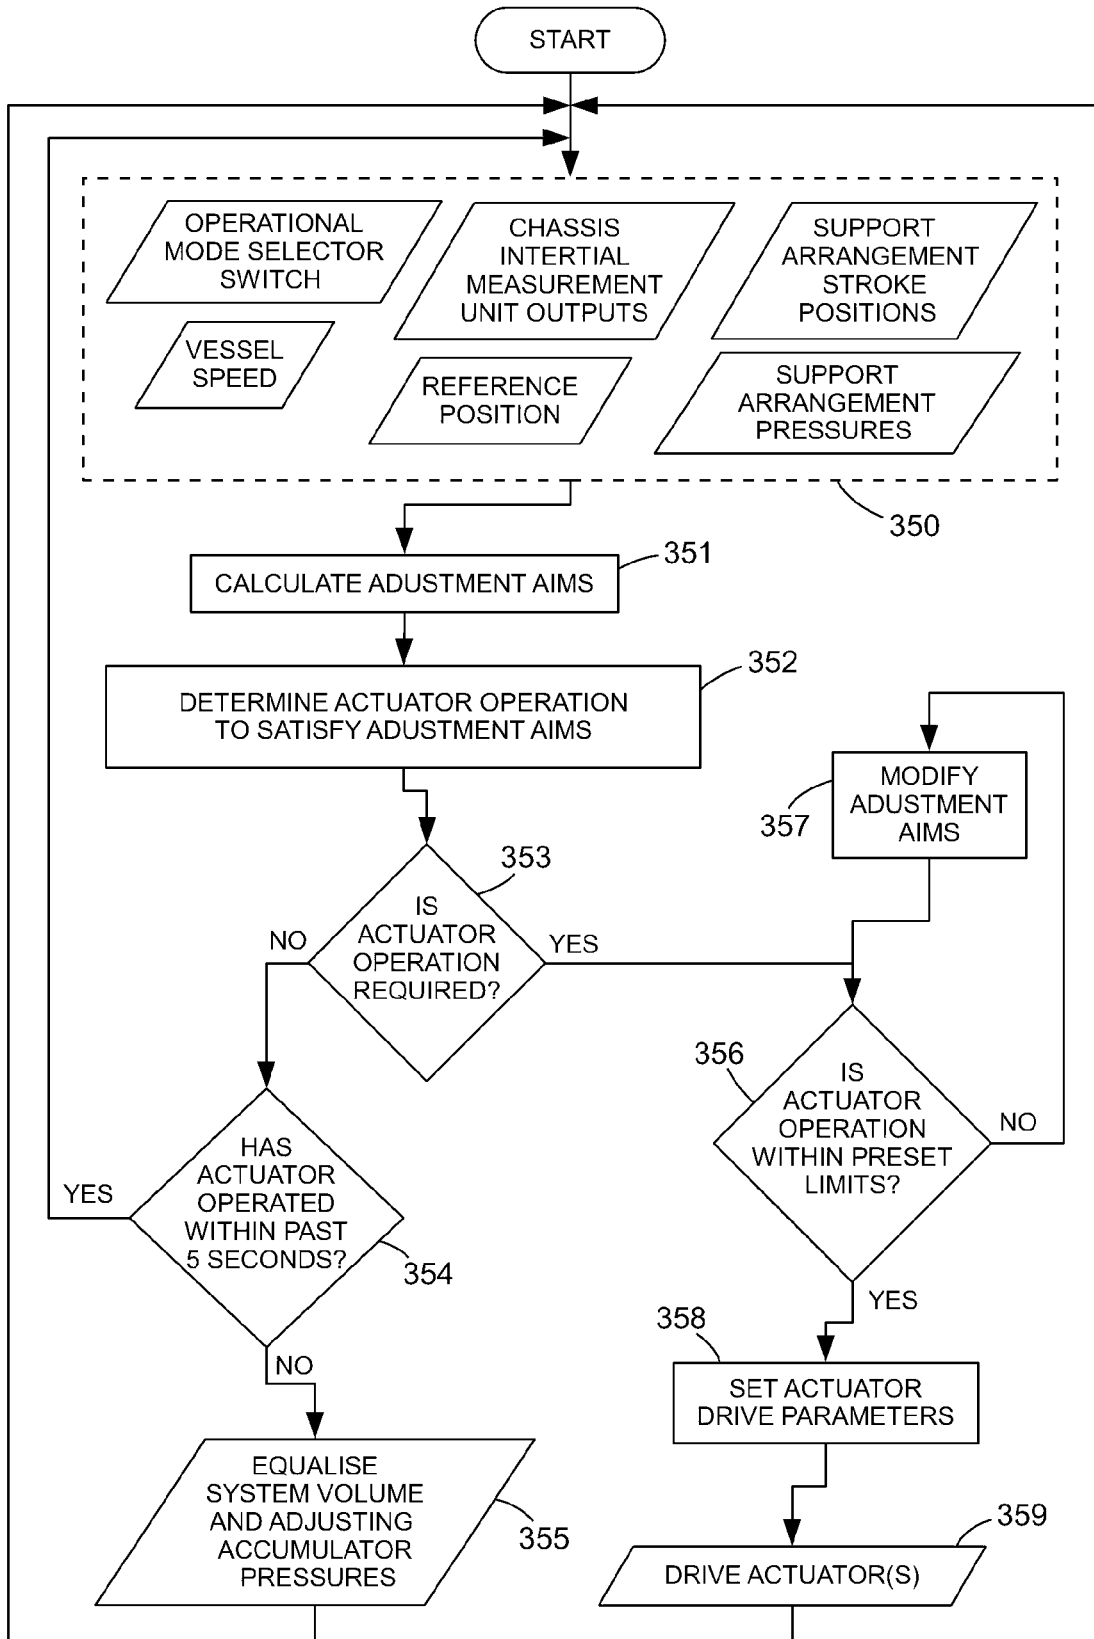 START
OPERATIONAL
MODE SELECTOR
SWITCH
CHASSIS
INTERTIAL
MEASUREMENT
UNIT OUTPUTS
SUPPORT
ARRANGEMENT
STROKE
POSITIONS
VESSEL
SPEED
REFERENCE
POSITION
SUPPORT
ARRANGEMENT
PRESSURES
350
351
CALCULATE ADUSTMENT AIMS
352
DETERMINE ACTUATOR OPERATION
TO SATISFY ADUSTMENT AIMS
MODIFY
ADUSTMENT
AIMS
357
353
IS
ACTUATOR
OPERATION
REQUIRED?
NO
YES
356
IS
ACTUATOR
OPERATION
WITHIN PRESET
LIMITS?
NO
YES
HAS
ACTUATOR
OPERATED
WITHIN PAST
5 SECONDS?
YES
354
NO
358
SET ACTUATOR
DRIVE PARAMETERS
EQUALISE
SYSTEM VOLUME
AND ADJUSTING
ACCUMULATOR
PRESSURES
355
359
DRIVE ACTUATOR(S)